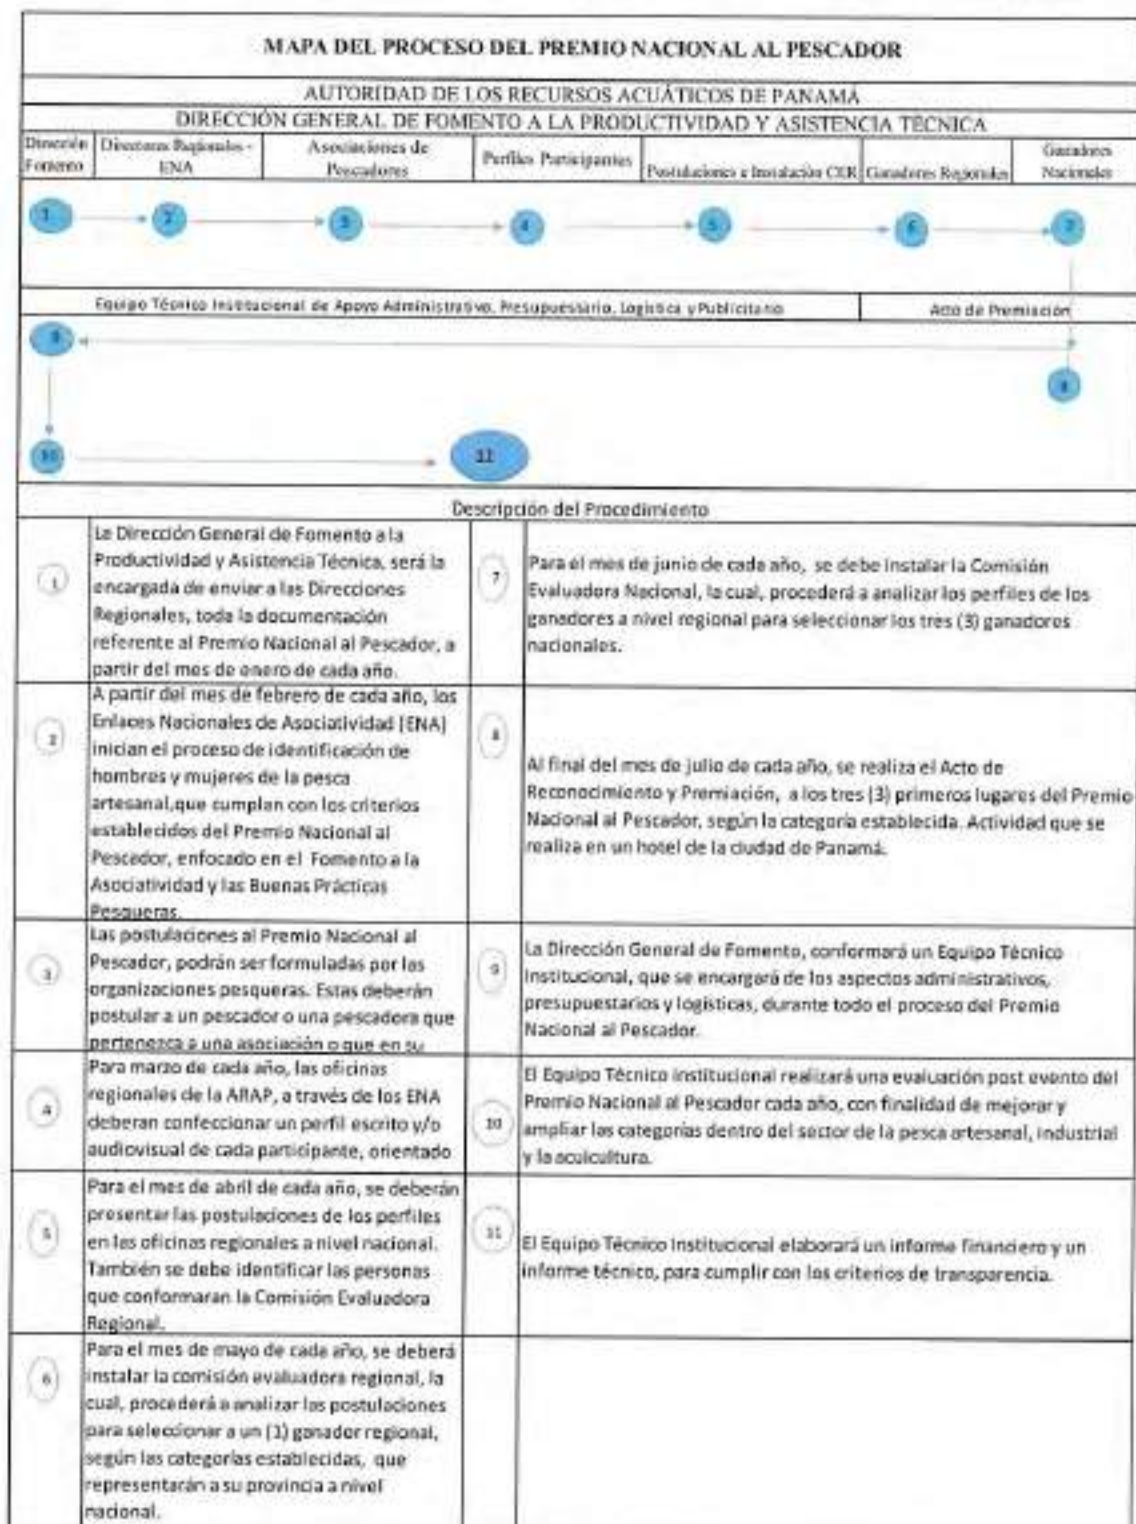 MAPA DEL PROCESO DEL PREMIO NACIONAL AL PESCADOR
AUTORIDAD DE LOS RECURSOS ACUÁTICOS DE PANAMÁ
DIRECCIÓN GENERAL DE FOMENTO A LA PRODUCTIVIDAD Y ASISTENCIA TÉCNICA
Dirección Fomento
Directores Regionales - ENA
Asociaciones de Pescadores
Perfiles Participantes
Postulaciones e Instalación CER
Ganadores Regionales
Ganadores Nacionales
1 2 3 4 5 6 7
Equipo Técnico Institucional de Apoyo Administrativo, Presupuestario, Logística y Publicitario
Acto de Premiación
9
8
10 11
Descripción del Procedimiento
1
La Dirección General de Fomento a la
Productividad y Asistencia Técnica, será la
encargada de enviar a las Direcciones
Regionales, toda la documentación
referente al Premio Nacional al Pescador, a
partir del mes de enero de cada año.
7
Para el mes de junio de cada año, se debe instalar la Comisión
Evaluadora Nacional, la cual, procederá a analizar los perfiles de los
ganadores a nivel regional para seleccionar los tres (3) ganadores
nacionales.
2
A partir del mes de febrero de cada año, los
Enlaces Nacionales de Asociatividad (ENA)
inician el proceso de identificación de
hombres y mujeres de la pesca
artesanal,que cumplan con los criterios
establecidos del Premio Nacional al
Pescador, enfocado en el Fomento a la
Asociatividad y las Buenas Prácticas
Pesqueras.
8
Al final del mes de julio de cada año, se realiza el Acto de
Reconocimiento y Premiación, a los tres (3) primeros lugares del Premio
Nacional al Pescador, según la categoría establecida. Actividad que se
realiza en un hotel de la ciudad de Panamá.
3
Las postulaciones al Premio Nacional al
Pescador, podrán ser formuladas por las
organizaciones pesqueras. Estas deberán
postular a un pescador o una pescadora que
pertenezca a una asociación o que en su
9
La Dirección General de Fomento, conformará un Equipo Técnico
Institucional, que se encargará de los aspectos administrativos,
presupuestarios y logísticas, durante todo el proceso del Premio
Nacional al Pescador.
4
Para marzo de cada año, las oficinas
regionales de la ARAP, a través de los ENA
deberan confeccionar un perfil escrito y/o
audiovisual de cada participante, orientado
10
El Equipo Técnico Institucional realizará una evaluación post evento del
Premio Nacional al Pescador cada año, con finalidad de mejorar y
ampliar las categorías dentro del sector de la pesca artesanal, industrial
y la acuicultura.
5
Para el mes de abril de cada año, se deberán
presentar las postulaciones de los perfiles
en las oficinas regionales a nivel nacional.
También se debe identificar las personas
que conformaran la Comisión Evaluadora
Regional.
11
El Equipo Técnico Institucional elaborará un informe financiero y un
informe técnico, para cumplir con los criterios de transparencia.
6
Para el mes de mayo de cada año, se deberá
instalar la comisión evaluadora regional, la
cual, procederá a analizar las postulaciones
para seleccionar a un (1) ganador regional,
según las categorías establecidas, que
representarán a su provincia a nivel
nacional.